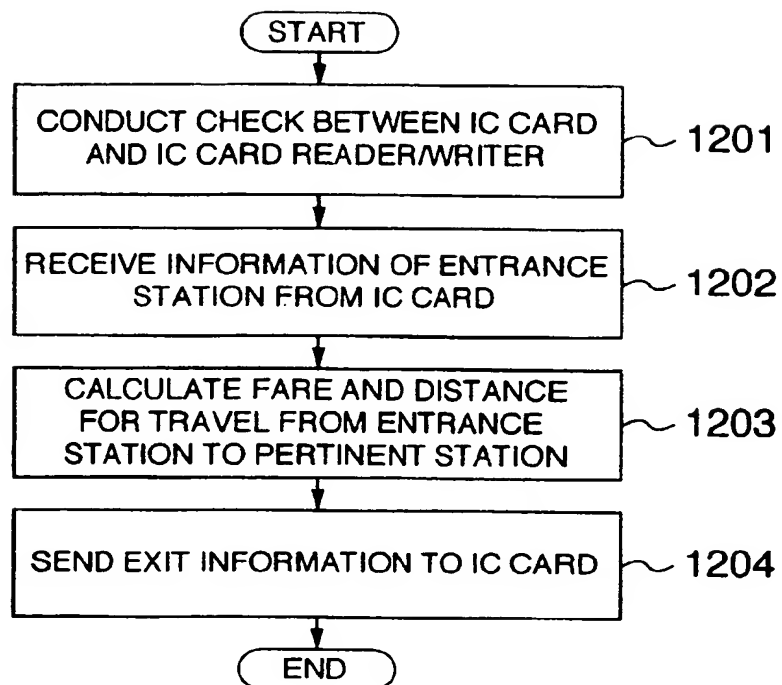 START
CONDUCT CHECK BETWEEN IC CARD
AND IC CARD READER/WRITER
1201
RECEIVE INFORMATION OF ENTRANCE
STATION FROM IC CARD
1202
CALCULATE FARE AND DISTANCE
FOR TRAVEL FROM ENTRANCE
STATION TO PERTINENT STATION
1203
SEND EXIT INFORMATION TO IC CARD
1204
END